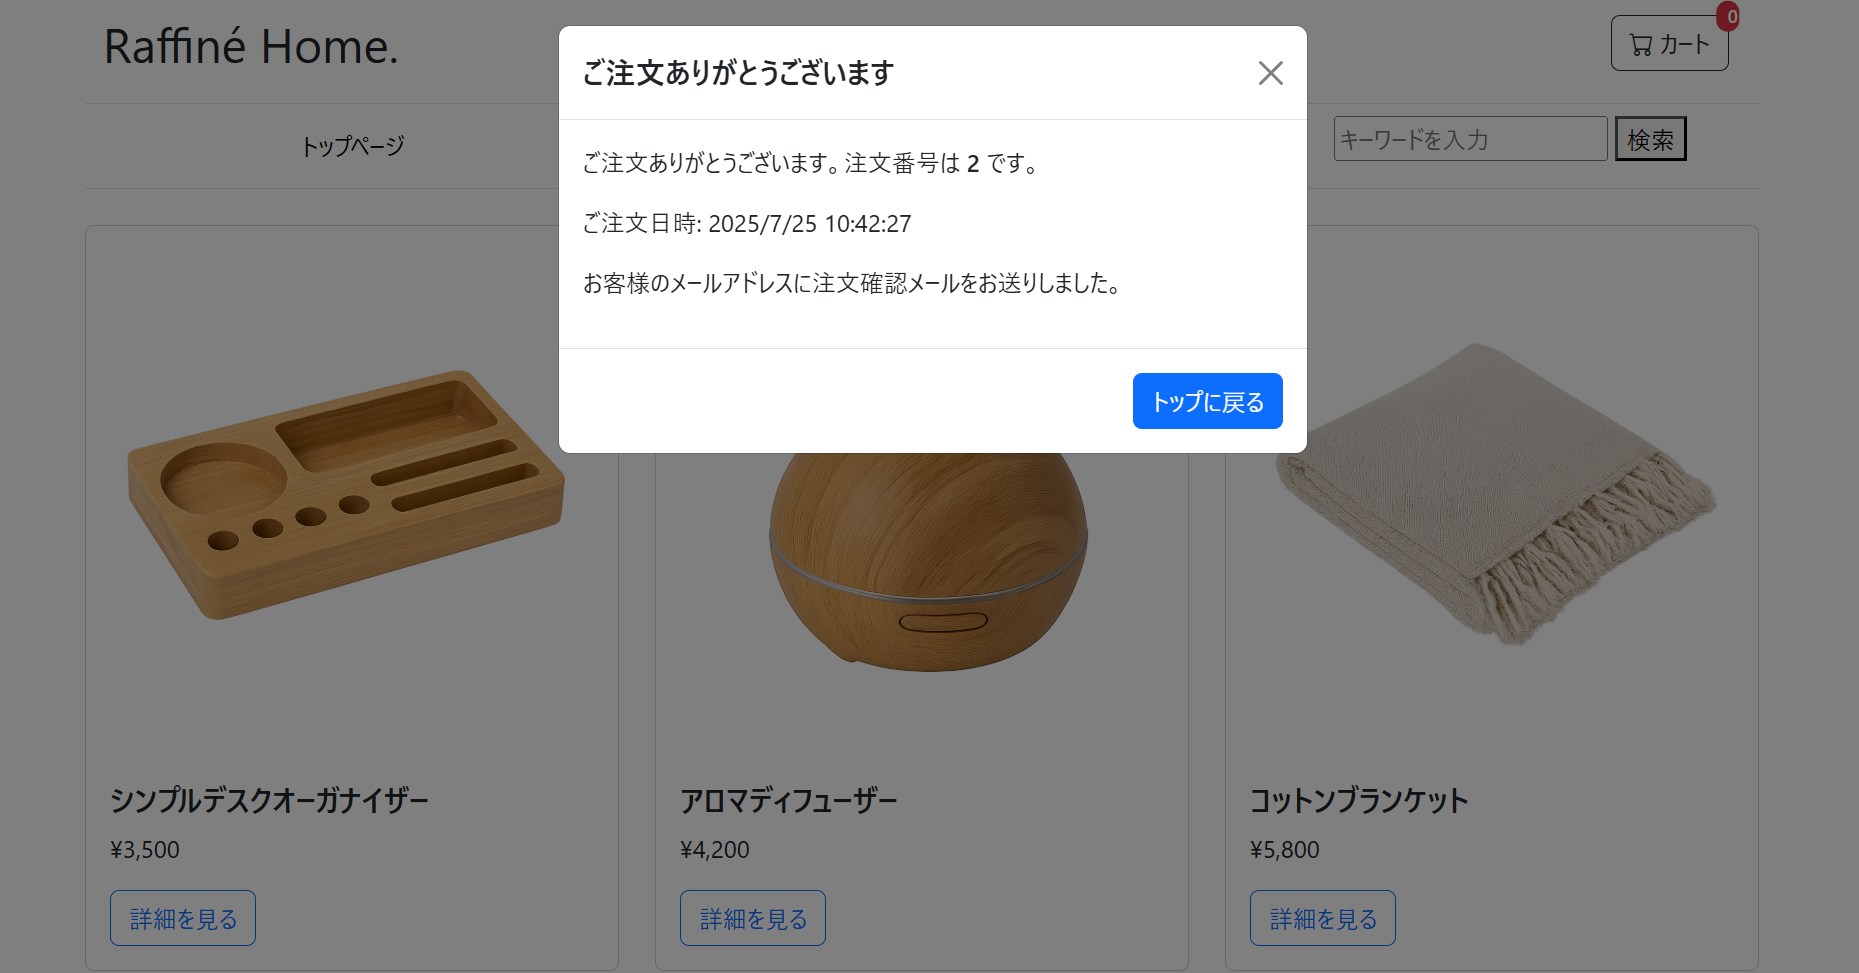 Raffiné Home.
カート
0
トップページ
キーワードを入力
検索
ご注文ありがとうございます
ご注文ありがとうございます。注文番号は 2 です。
ご注文日時: 2025/7/25 10:42:27
お客様のメールアドレスに注文確認メールをお送りしました。
トップに戻る
シンプルデスクオーガナイザー
¥3,500
詳細を見る
アロマディフューザー
¥4,200
詳細を見る
コットンブランケット
¥5,800
詳細を見る